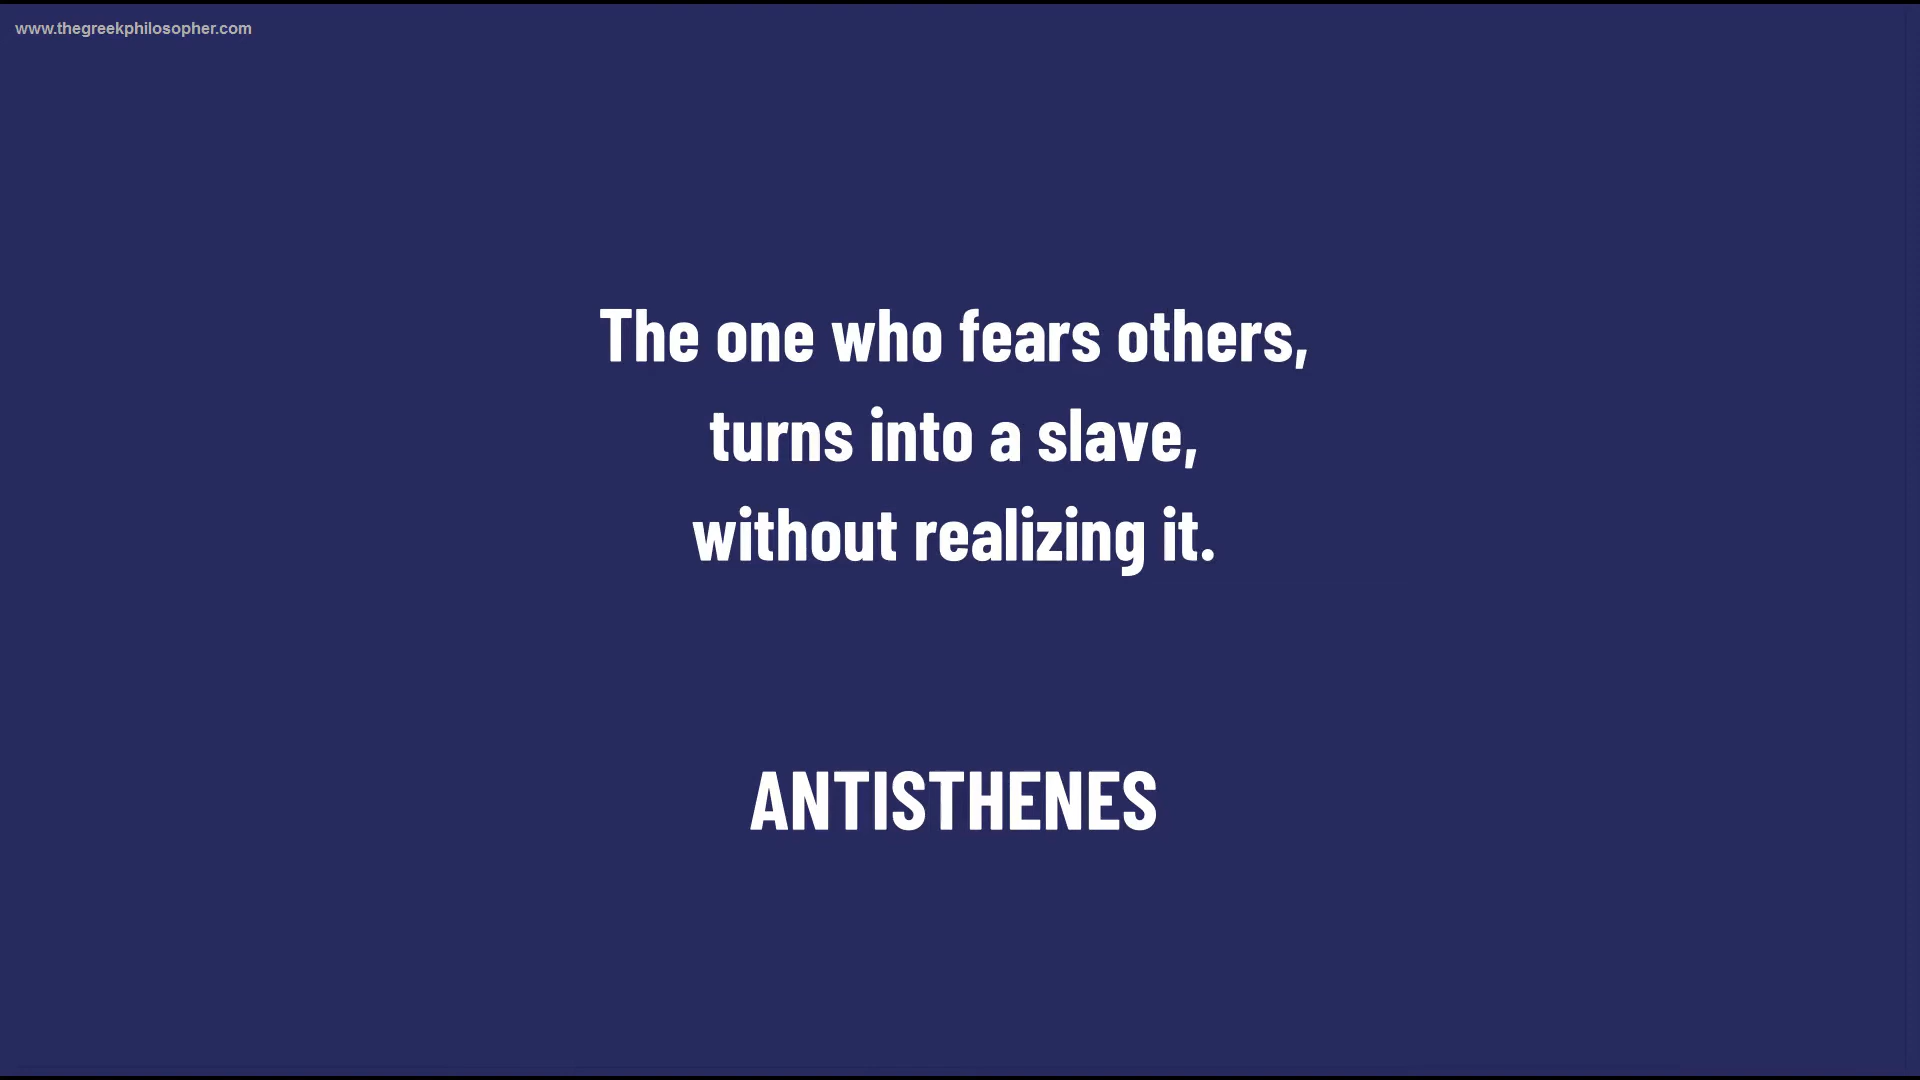 www.thegreekphilosopher.com
The one who fears others,
turns into a slave,
without realizing it.
ANTISTHENES